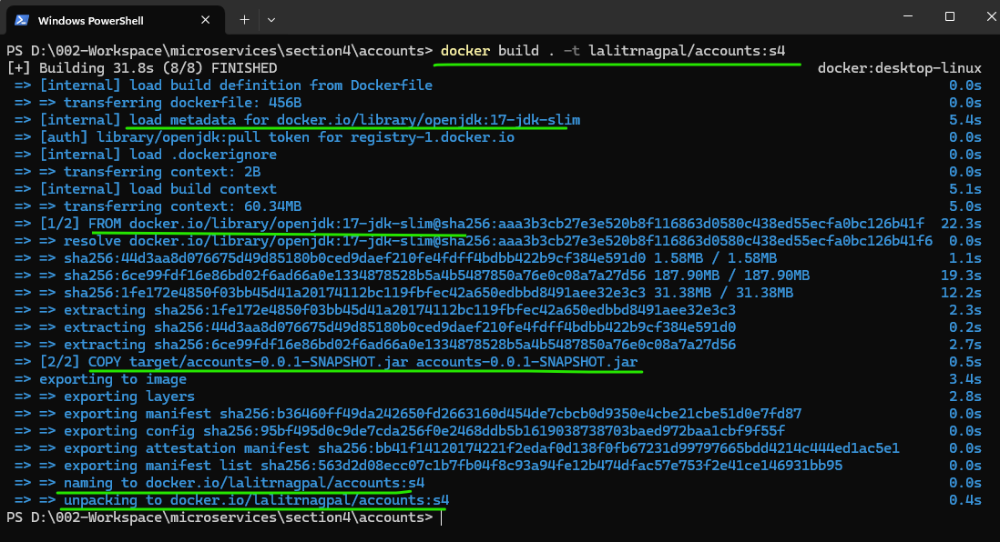 Windows PowerShell
PS D:\002-Workspace\microservices\section4\accounts> docker build . -t lalitrnagpal/accounts:s4
[+] Building 31.8s (8/8) FINISHED docker:desktop-linux
=> [internal] load build definition from Dockerfile 0.0s
=> => transferring dockerfile: 456B 0.0s
=> [internal] load metadata for docker.io/library/openjdk:17-jdk-slim 5.4s
=> [auth] library/openjdk:pull token for registry-1.docker.io 0.0s
=> [internal] load .dockerignore 0.0s
=> => transferring context: 2B 0.0s
=> [internal] load build context 5.1s
=> => transferring context: 60.34MB 5.0s
=> [1/2] FROM docker.io/library/openjdk:17-jdk-slim@sha256:aaa3b3cb27e3e520b8f116863d0580c438ed55ecfa0bc126b41f 22.3s
=> => resolve docker.io/library/openjdk:17-jdk-slim@sha256:aaa3b3cb27e3e520b8f116863d0580c438ed55ecfa0bc126b41f6 0.0s
=> => sha256:44d3aa8d076675d49d85180b0ced9daef210fe4fdff4bdbb422b9cf384e591d0 1.58MB / 1.58MB 1.1s
=> => sha256:6ce99fdf16e86bd02f6ad66a0e1334878528b5a4b5487850a76e0c08a7a27d56 187.90MB / 187.90MB 19.3s
=> => sha256:1fe172e4850f03bb45d41a20174112bc119fbfec42a650edbbd8491aee32e3c3 31.38MB / 31.38MB 12.2s
=> => extracting sha256:1fe172e4850f03bb45d41a20174112bc119fbfec42a650edbbd8491aee32e3c3 2.3s
=> => extracting sha256:44d3aa8d076675d49d85180b0ced9daef210fe4fdff4bdbb422b9cf384e591d0 0.2s
=> => extracting sha256:6ce99fdf16e86bd02f6ad66a0e1334878528b5a4b5487850a76e0c08a7a27d56 2.7s
=> [2/2] COPY target/accounts-0.0.1-SNAPSHOT.jar accounts-0.0.1-SNAPSHOT.jar 0.5s
=> exporting to image 3.4s
=> => exporting layers 2.8s
=> => exporting manifest sha256:b36460ff49da242650fd2663160d454de7cbcb0d9350e4cbe21cbe51d0e7fd87 0.0s
=> => exporting config sha256:95bf495d0c9de7cda256f0e2468ddb5b1619038738703baed972baa1cbf9f55f 0.0s
=> => exporting attestation manifest sha256:bb41f14120174221f2edaf0d138f0fb67231d99797665bdd4214c444ed1ac5e1 0.0s
=> => exporting manifest list sha256:563d2d08ecc07c1b7fb04f8c93a94fe12b474dfac57e753f2e41ce146931bb95 0.0s
=> => naming to docker.io/lalitrnagpal/accounts:s4 0.0s
=> => unpacking to docker.io/lalitrnagpal/accounts:s4 0.4s
PS D:\002-Workspace\microservices\section4\accounts>